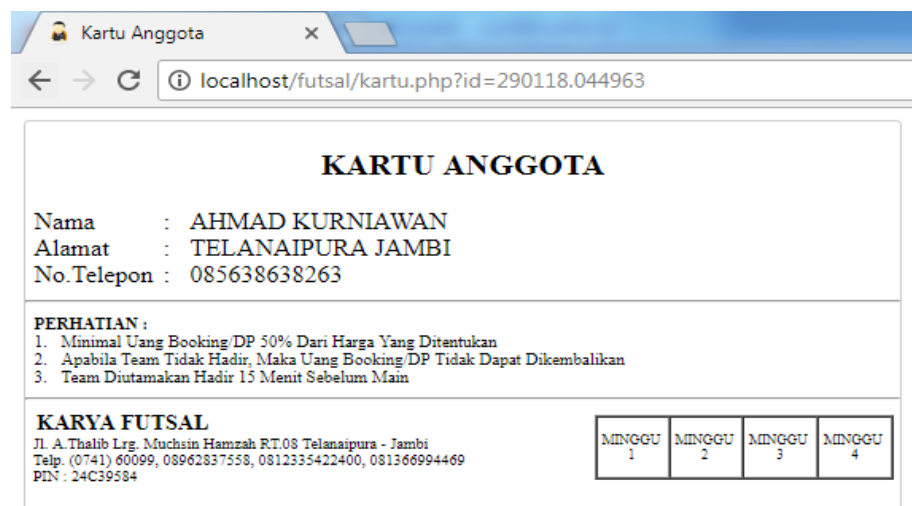 Kartu Anggota
localhost/futsal/kartu.php?id=290118.044963
KARTU ANGGOTA
Nama : AHMAD KURNIAWAN
Alamat : TELANAIPURA JAMBI
No.Telepon : 085638638263
PERHATIAN :
1. Minimal Uang Booking/DP 50% Dari Harga Yang Ditentukan
2. Apabila Team Tidak Hadir, Maka Uang Booking/DP Tidak Dapat Dikembalikan
3. Team Diutamakan Hadir 15 Menit Sebelum Main
KARYA FUTSAL
Jl. A.Thalib Lrg. Muchsin Hamzah RT.08 Telanaipura - Jambi
Telp. (0741) 60099, 08962837558, 0812335422400, 081366994469
PIN : 24C39584
MINGGU MINGGU MINGGU MINGGU
1 2 3 4